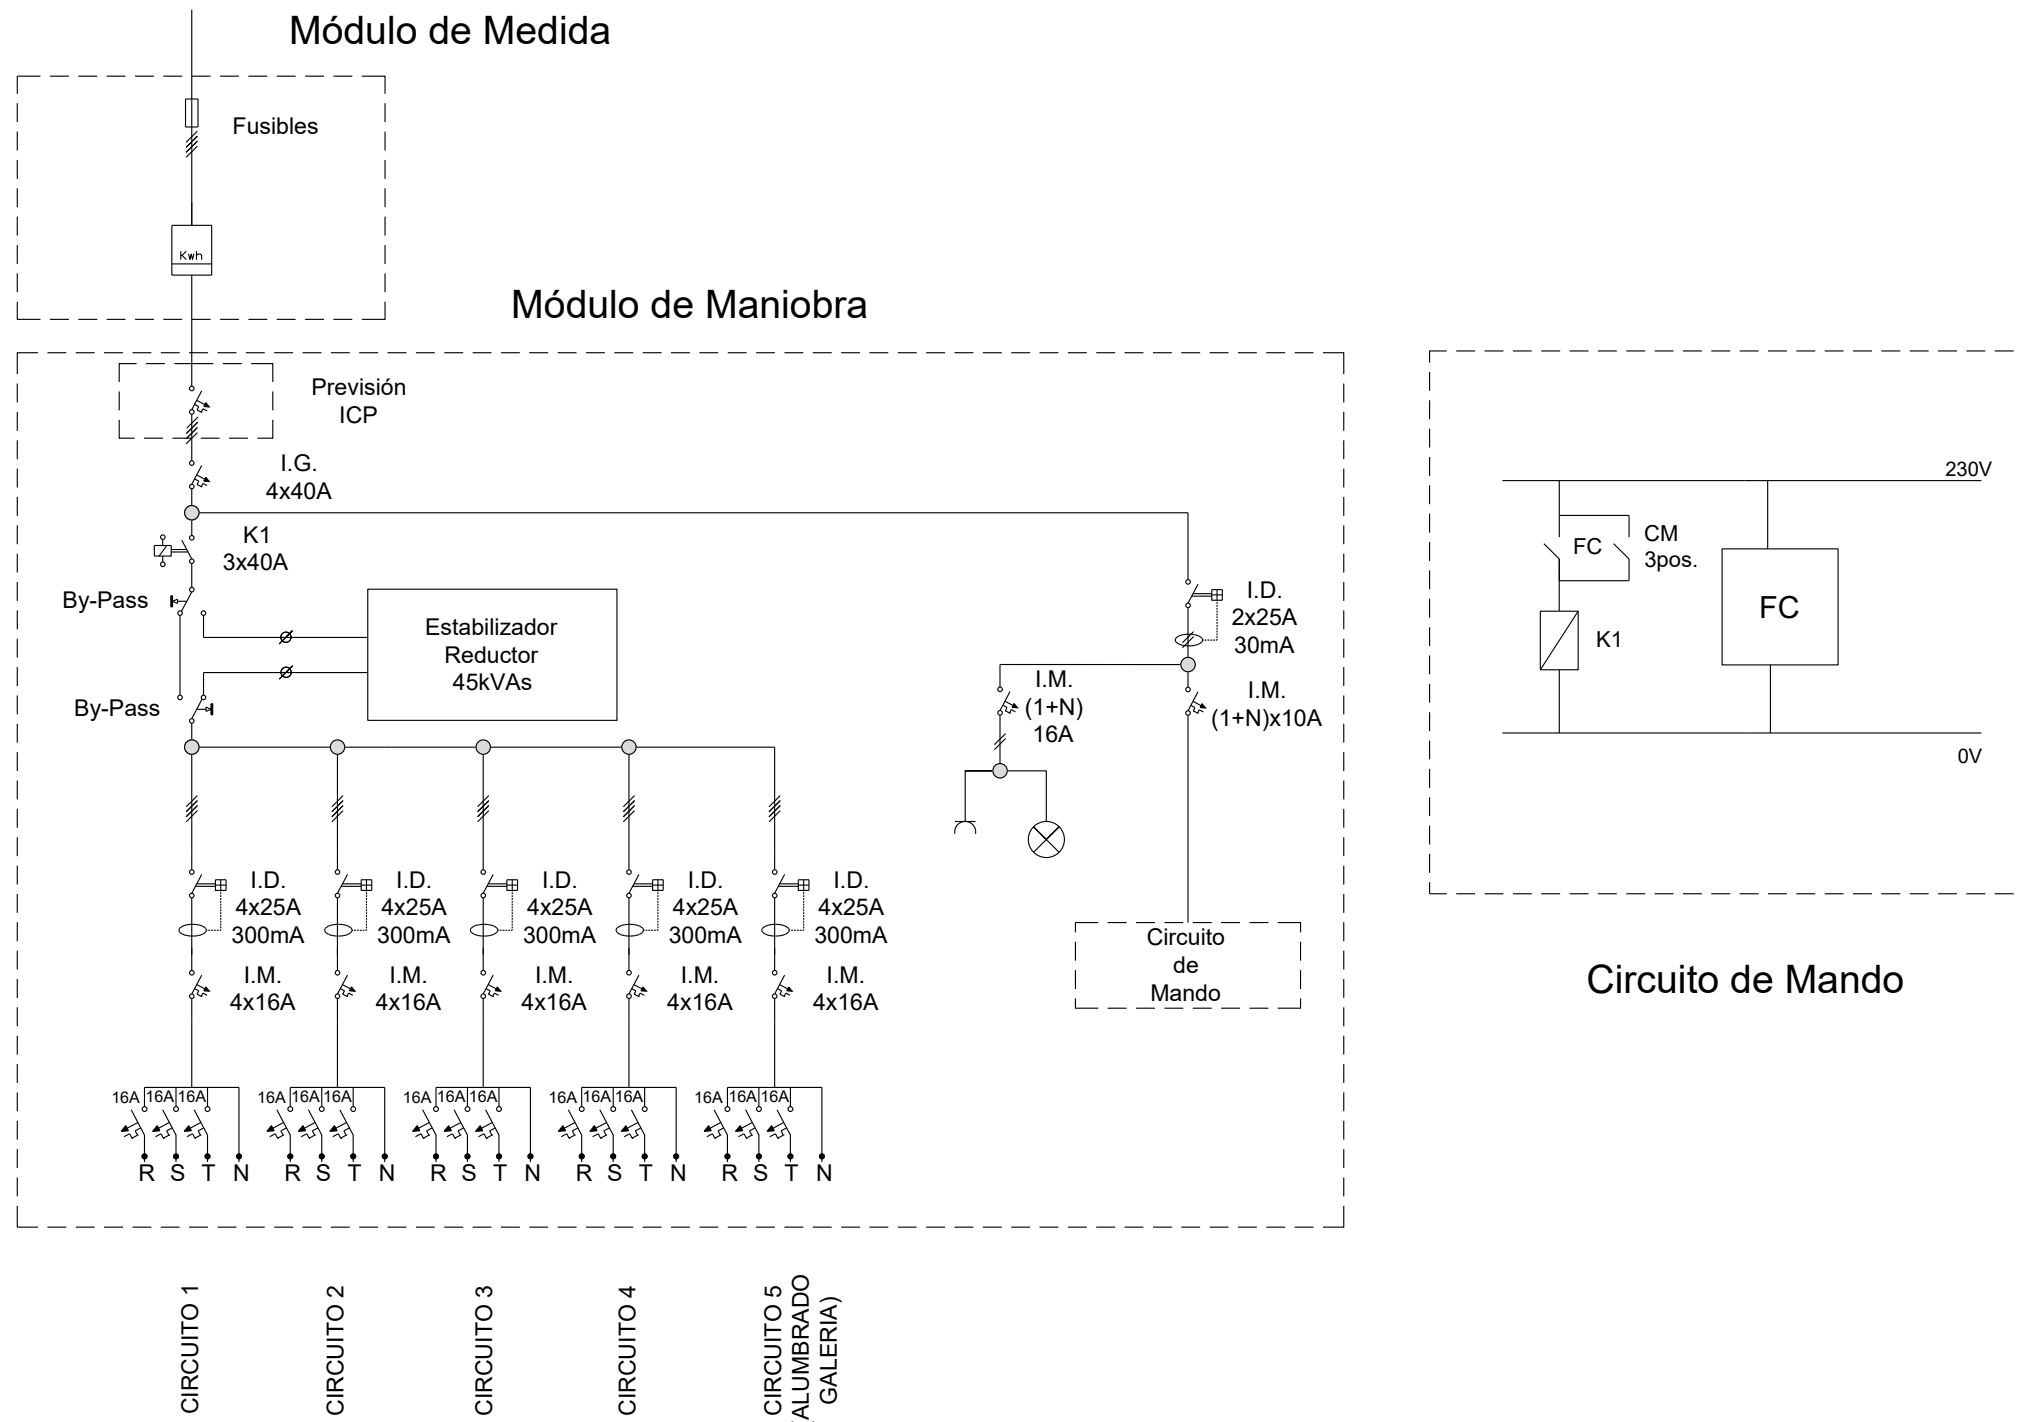 Módulo de Medida
Fusibles
Kwh
Módulo de Maniobra
Previsión
ICP
I.G.
4x40A
K1
3x40A
By-Pass
Estabilizador
Reductor
45kVAs
By-Pass
I.D.
2x25A
30mA
I.M.
(1+N)
16A
I.M.
(1+N)x10A
230V
FC
CM
3pos.
K1
FC
0V
I.D.
4x25A
300mA
I.D.
4x25A
300mA
I.D.
4x25A
300mA
I.D.
4x25A
300mA
I.D.
4x25A
300mA
I.M.
4x16A
I.M.
4x16A
I.M.
4x16A
I.M.
4x16A
I.M.
4x16A
Circuito
de
Mando
Circuito de Mando
16A 16A 16A
16A 16A 16A
16A 16A 16A
16A 16A 16A
16A 16A 16A
R S T N
R S T N
R S T N
R S T N
R S T N
CIRCUITO 1
CIRCUITO 2
CIRCUITO 3
CIRCUITO 4
CIRCUITO 5
ALUMBRADO
GALERIA)